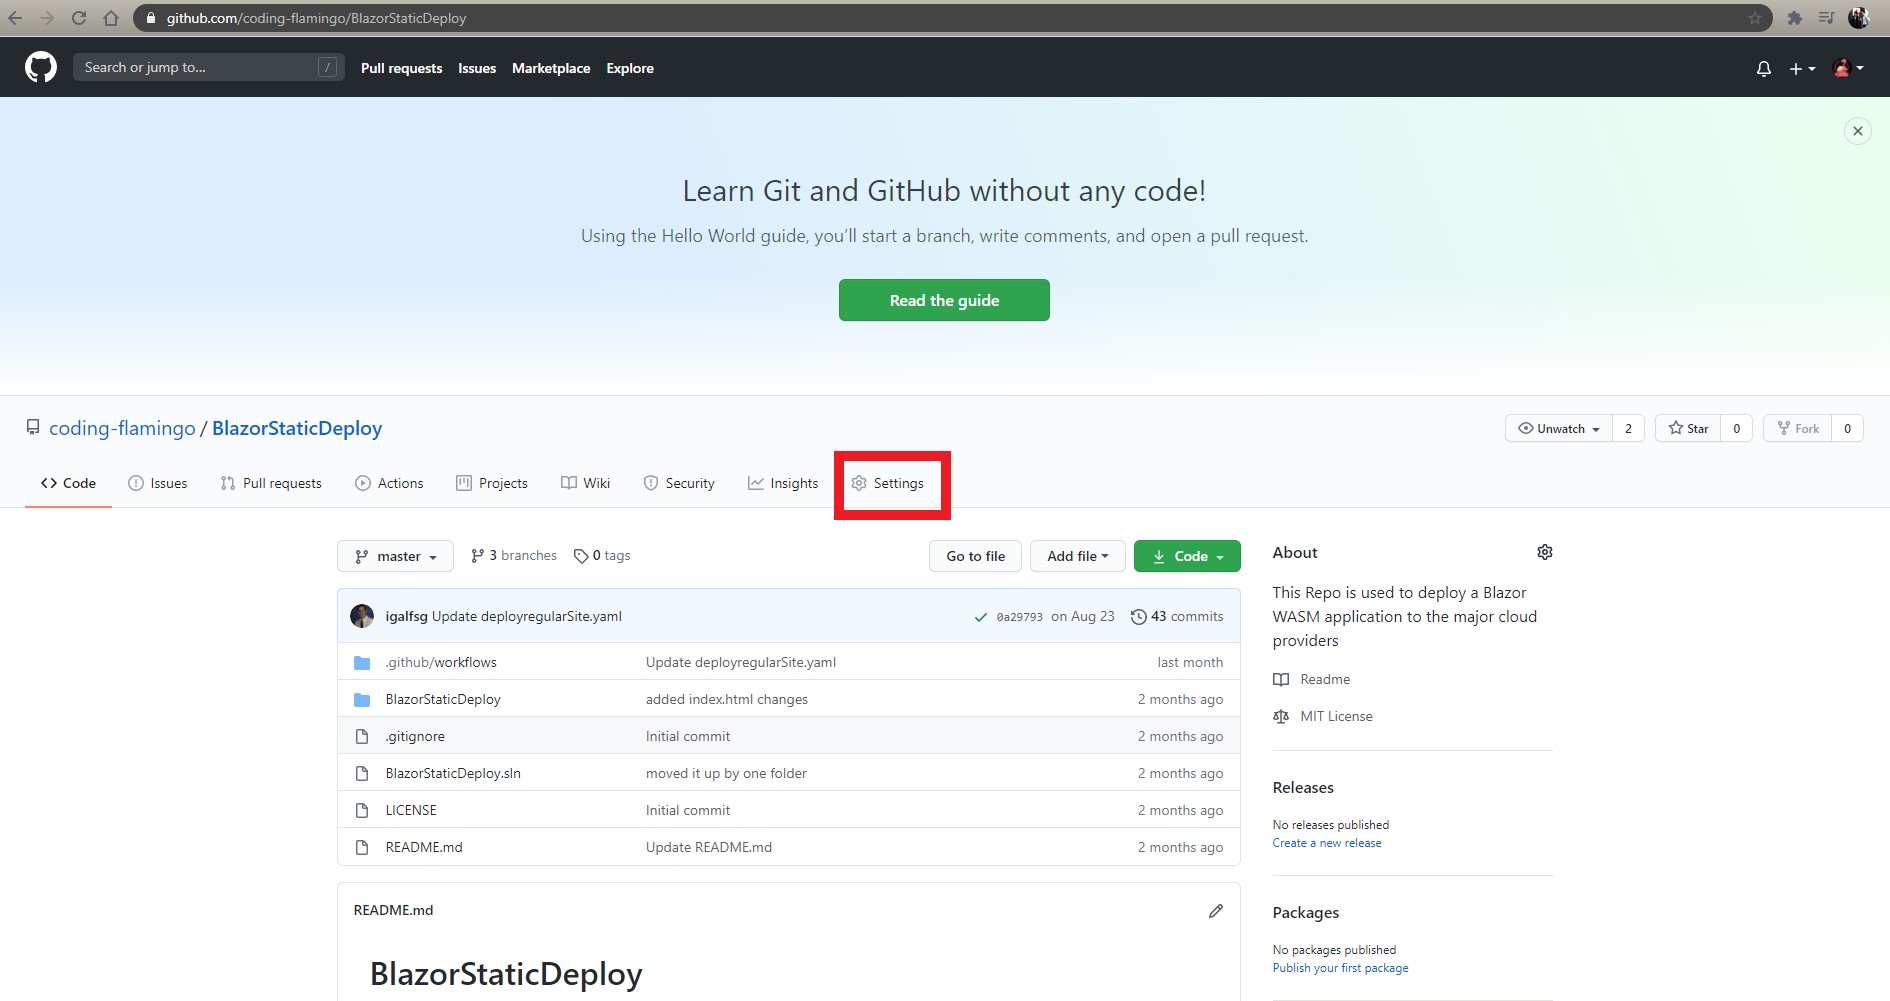 github.com/coding-flamingo/BlazorStaticDeploy
Search or jump to... / Pull requests Issues Marketplace Explore
Learn Git and GitHub without any code!
Using the Hello World guide, you’ll start a branch, write comments, and open a pull request.
Read the guide
coding-flamingo / BlazorStaticDeploy Unwatch 2 Star 0 Fork 0
Code Issues Pull requests Actions Projects Wiki Security Insights Settings
master 3 branches 0 tags Go to file Add file Code
igalfsg Update deployregularSite.yaml 0a29793 on Aug 23 43 commits
.github/workflows Update deployregularSite.yaml last month
BlazorStaticDeploy added index.html changes 2 months ago
.gitignore Initial commit 2 months ago
BlazorStaticDeploy.sln moved it up by one folder 2 months ago
LICENSE Initial commit 2 months ago
README.md Update README.md 2 months ago
README.md
BlazorStaticDeploy
About
This Repo is used to deploy a Blazor
WASM application to the major cloud
providers
Readme
MIT License
Releases
No releases published
Create a new release
Packages
No packages published
Publish your first package